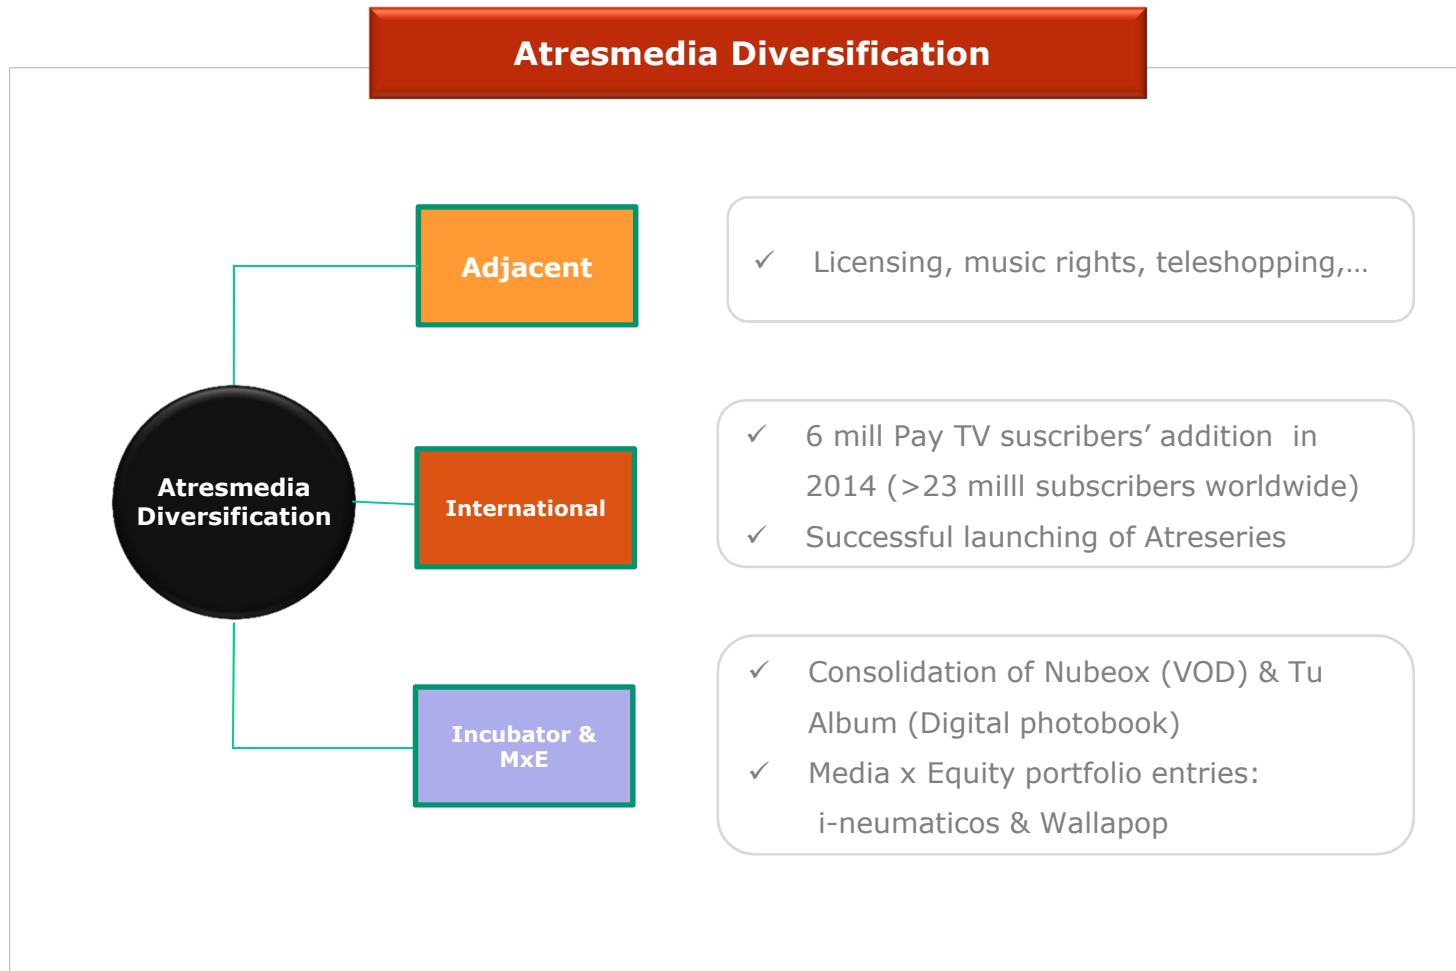 Atresmedia Diversification
Adjacent
✓ Licensing, music rights, teleshopping,…
Atresmedia
Diversification
International
✓ 6 mill Pay TV suscribers’ addition in
2014 (>23 milll subscribers worldwide)
✓ Successful launching of Atreseries
Incubator &
MxE
✓ Consolidation of Nubeox (VOD) & Tu
Album (Digital photobook)
✓ Media x Equity portfolio entries:
i-neumaticos & Wallapop